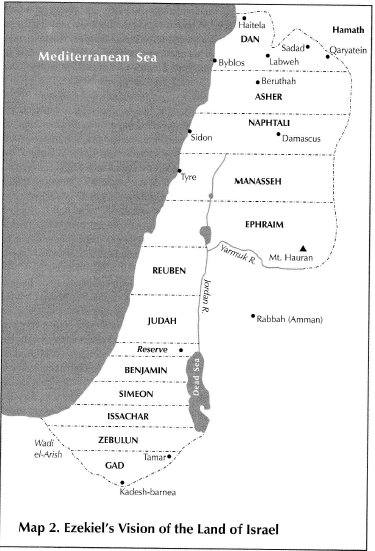 Haitela
DAN
Hamath
Sadad
Qaryatein
Mediterranean Sea
Byblos
Labweh
Beruthah
ASHER
NAPHTALI
Sidon
Damascus
Tyre
MANASSEH
EPHRAIM
Yarmuk R.
Mt. Hauran
REUBEN
Jordan R.
JUDAH
Rabbah (Amman)
Reserve
BENJAMIN
Dead Sea
SIMEON
ISSACHAR
Wadi
el-Arish
ZEBULUN
Tamar
GAD
Kadesh-barnea
Map 2. Ezekiel's Vision of the Land of Israel